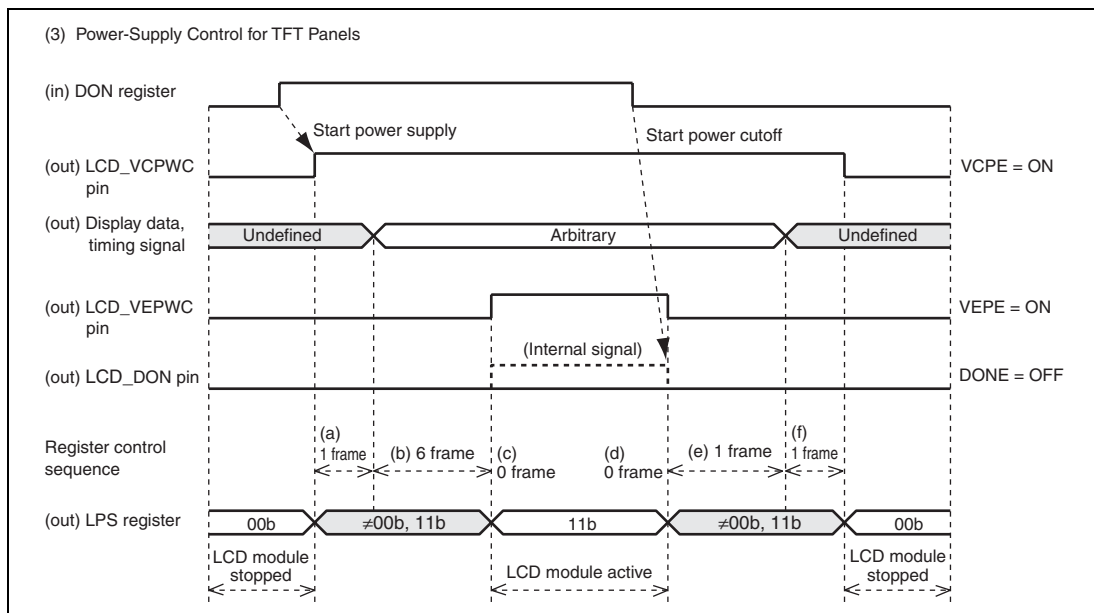 (3) Power-Supply Control for TFT Panels
(in) DON register
Start power supply
Start power cutoff
(out) LCD_VCPWC
pin
VCPE = ON
(out) Display data,
timing signal
Undefined
Arbitrary
Undefined
(out) LCD_VEPWC
pin
VEPE = ON
(Internal signal)
(out) LCD_DON pin
DONE = OFF
Register control
sequence
(a)
1 frame
(b) 6 frame
(c)
0 frame
(d)
0 frame
(e) 1 frame
(f)
1 frame
(out) LPS register
00b
≠00b, 11b
11b
≠00b, 11b
00b
LCD module
stopped
LCD module active
LCD module
stopped